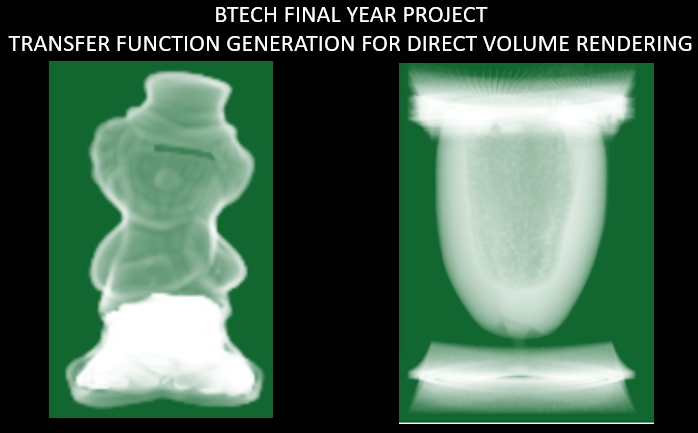 BTECH FINAL YEAR PROJECT
TRANSFER FUNCTION GENERATION FOR DIRECT VOLUME RENDERING